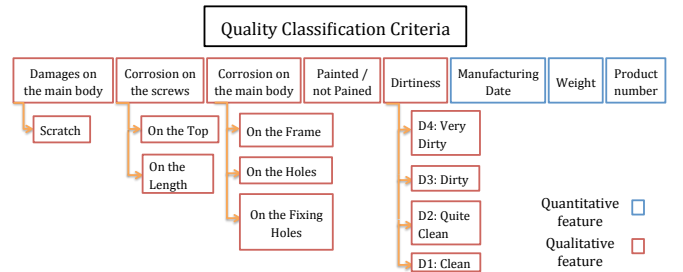 Quality Classification Criteria
Damages on
the main body
Corrosion on
the screws
Corrosion on
the main body
Painted /
not Pained
Dirtiness
Manufacturing
Date
Weight
Product
number
Scratch
On the Top
On the
Length
On the Frame
On the Holes
On the Fixing
Holes
D4: Very
Dirty
D3: Dirty
D2: Quite
Clean
D1: Clean
Quantitative
feature
Qualitative
feature